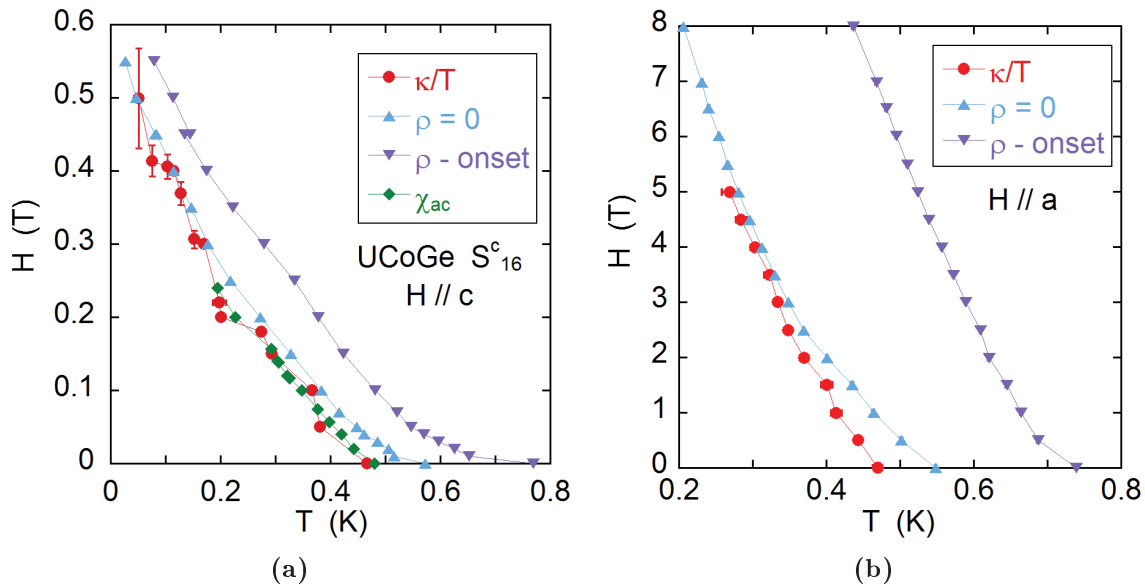 0.6
0.5
0.4
0.3
0.2
0.1
0
H (T)
0
0.2
0.4
0.6
0.8
T (K)
κ/T
ρ = 0
ρ - onset
χac
UCoGe S^c_16
H // c
(a)
8
7
6
5
4
3
2
1
0
H (T)
0.2
0.4
0.6
0.8
T (K)
κ/T
ρ = 0
ρ - onset
H // a
(b)